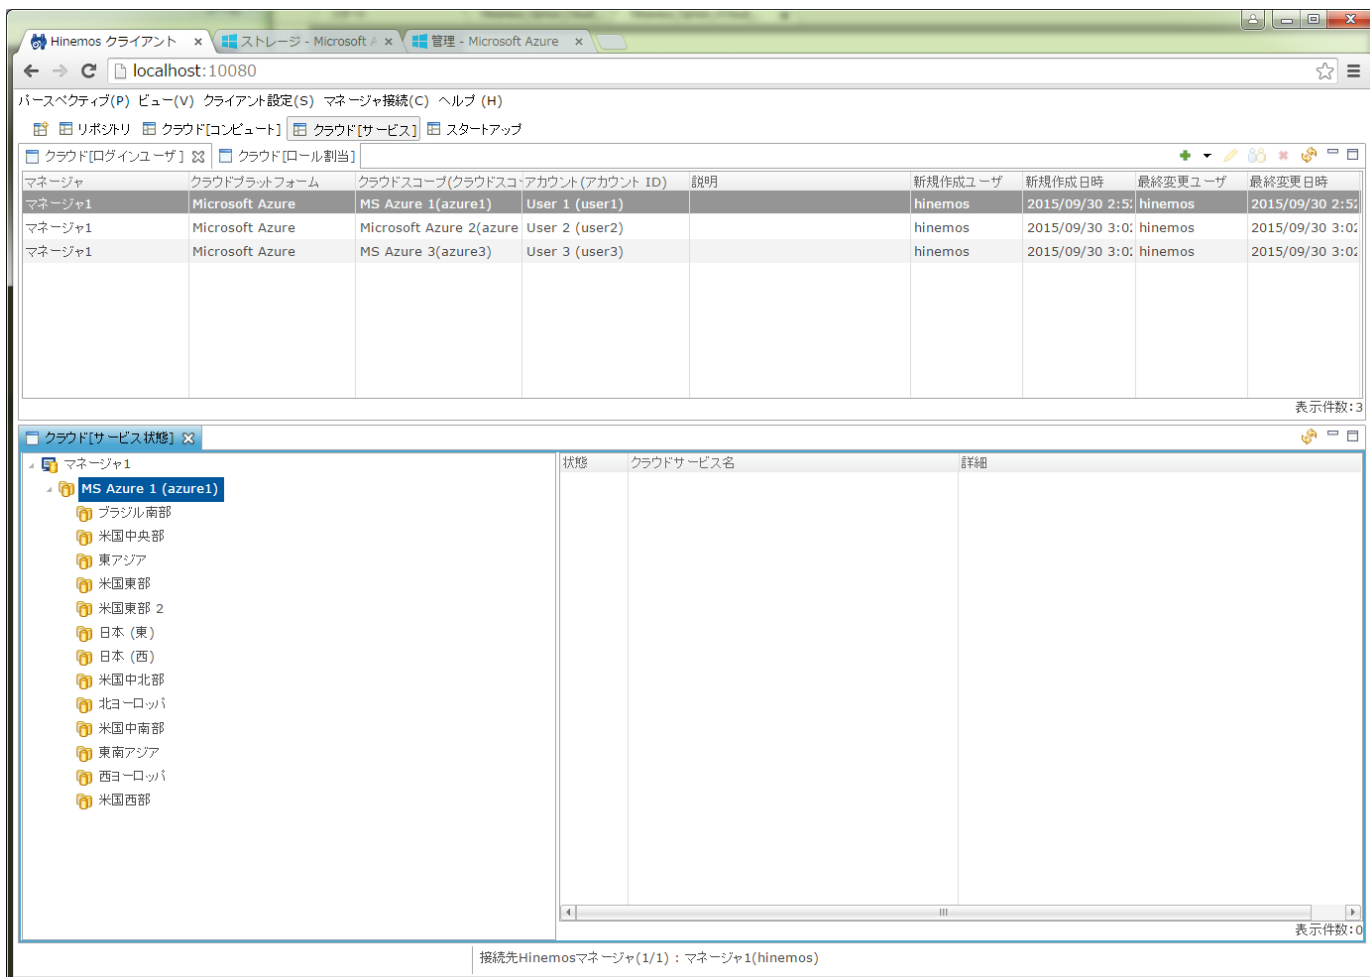 Hinemos クライアント
ストレージ - Microsoft A
管理 - Microsoft Azure
localhost:10080
パースペクティブ(P) ビュー(V) クライアント設定(S) マネージャ接続(C) ヘルプ (H)
リポジトリ クラウド[コンピュート] クラウド[サービス] スタートアップ
クラウド[ログインユーザ] クラウド[ロール割当]
マネージャ クラウドプラットフォーム クラウドスコープ(クラウドスコ アカウント(アカウント ID) 説明 新規作成ユーザ 新規作成日時 最終変更ユーザ 最終変更日時
マネージャ1 Microsoft Azure MS Azure 1(azure1) User 1 (user1) hinemos 2015/09/30 2:52 hinemos 2015/09/30 2:52
マネージャ1 Microsoft Azure Microsoft Azure 2(azure User 2 (user2) hinemos 2015/09/30 3:02 hinemos 2015/09/30 3:02
マネージャ1 Microsoft Azure MS Azure 3(azure3) User 3 (user3) hinemos 2015/09/30 3:02 hinemos 2015/09/30 3:02
表示件数:3
クラウド[サービス状態]
マネージャ1
MS Azure 1 (azure1)
ブラジル南部
米国中央部
東アジア
米国東部
米国東部 2
日本 (東)
日本 (西)
米国中北部
北ヨーロッパ
米国中南部
東南アジア
西ヨーロッパ
米国西部
状態 クラウドサービス名 詳細
表示件数:0
接続先Hinemosマネージャ(1/1) : マネージャ1(hinemos)